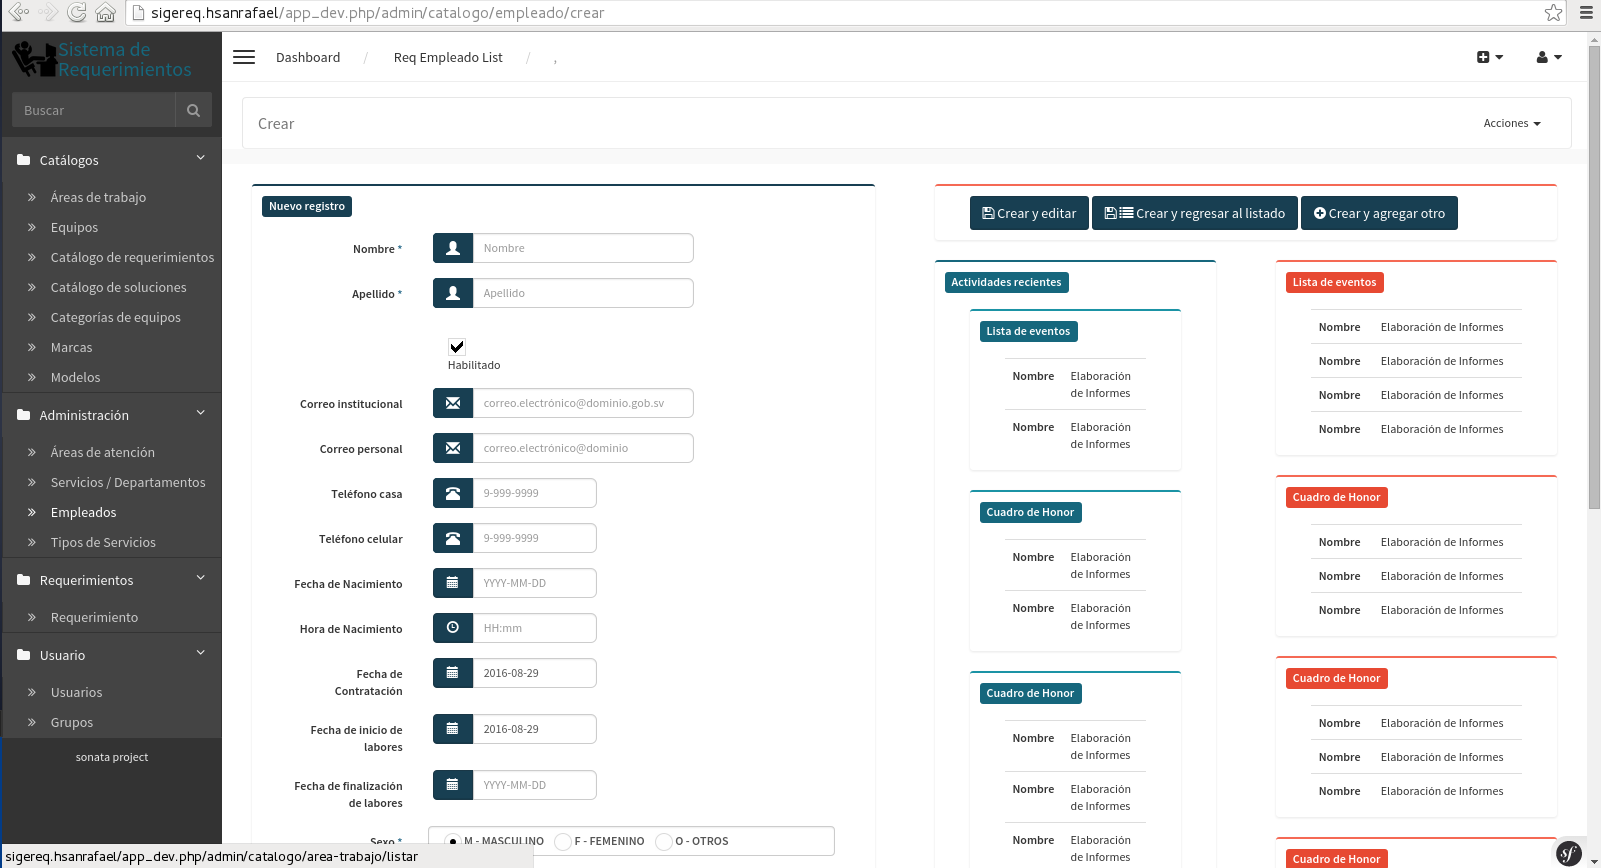 sigereq.hsanrafael/app_dev.php/admin/catalogo/empleado/crear
Sistema de
Requerimientos
Buscar
Catálogos
Áreas de trabajo
Equipos
Catálogo de requerimientos
Catálogo de soluciones
Categorías de equipos
Marcas
Modelos
Administración
Áreas de atención
Servicios / Departamentos
Empleados
Tipos de Servicios
Requerimientos
Requerimiento
Usuario
Usuarios
Grupos
sonata project
sigereq.hsanrafael/app_dev.php/admin/catalogo/area-trabajo/listar
Dashboard / Req Empleado List / ,
Crear
Acciones
Nuevo registro
Nombre * Nombre
Apellido * Apellido
Habilitado
Correo institucional correo.electrónico@dominio.gob.sv
Correo personal correo.electrónico@dominio
Teléfono casa 9-999-9999
Teléfono celular 9-999-9999
Fecha de Nacimiento YYYY-MM-DD
Hora de Nacimiento HH:mm
Fecha de
Contratación
2016-08-29
Fecha de inicio de
labores
2016-08-29
Fecha de finalización
de labores
YYYY-MM-DD
Sexo * M - MASCULINO F - FEMENINO O - OTROS
Crear y editar Crear y regresar al listado Crear y agregar otro
Actividades recientes
Lista de eventos
Nombre Elaboración
de Informes
Nombre Elaboración
de Informes
Cuadro de Honor
Nombre Elaboración
de Informes
Nombre Elaboración
de Informes
Cuadro de Honor
Nombre Elaboración
de Informes
Nombre Elaboración
de Informes
Nombre Elaboración
de Informes
Lista de eventos
Nombre Elaboración de Informes
Nombre Elaboración de Informes
Nombre Elaboración de Informes
Nombre Elaboración de Informes
Cuadro de Honor
Nombre Elaboración de Informes
Nombre Elaboración de Informes
Nombre Elaboración de Informes
Cuadro de Honor
Nombre Elaboración de Informes
Nombre Elaboración de Informes
Nombre Elaboración de Informes
Cuadro de Honor
sf